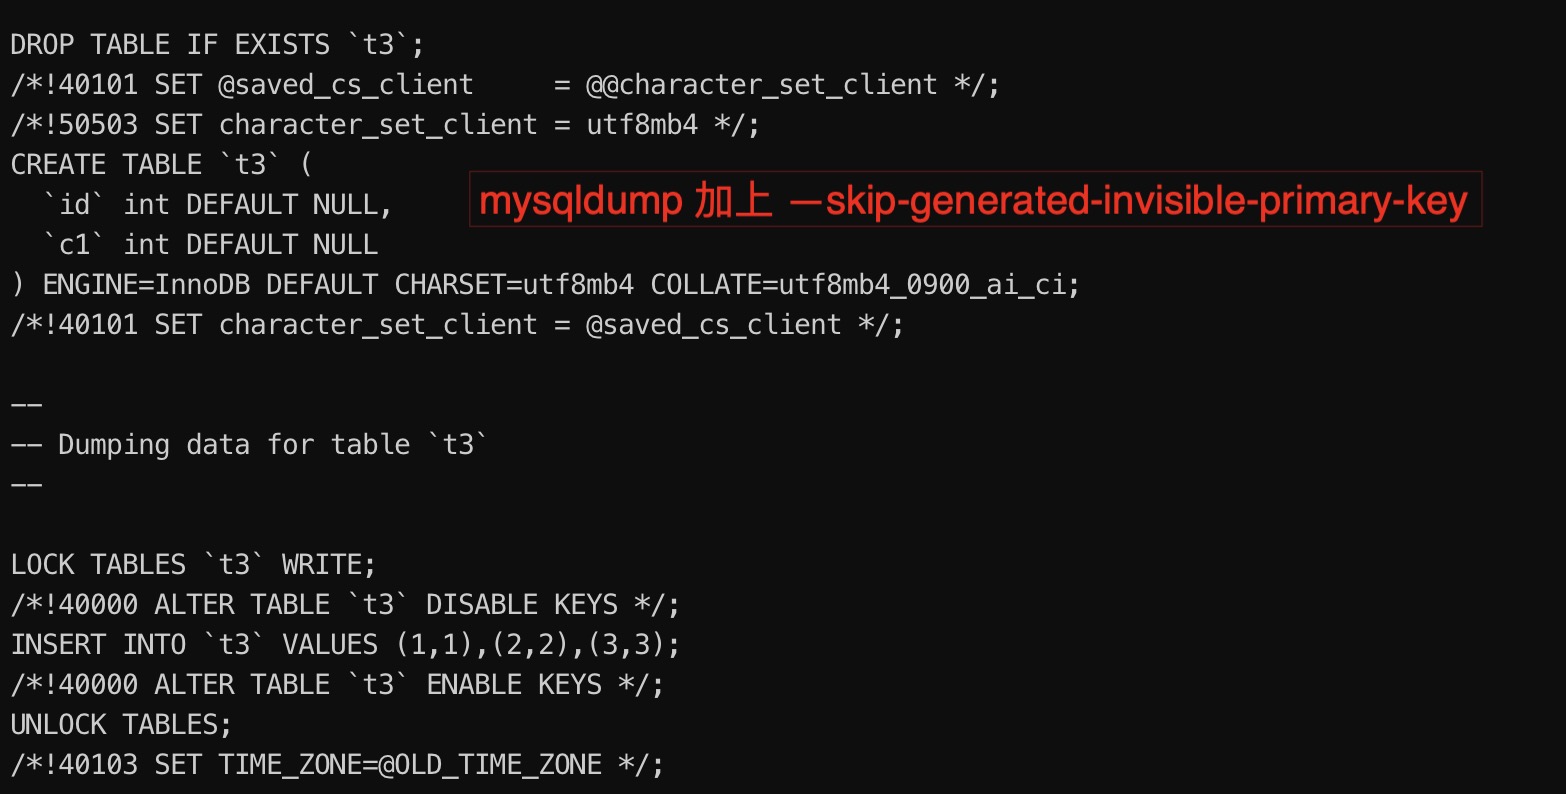 DROP TABLE IF EXISTS `t3`;
/*!40101 SET @saved_cs_client     = @@character_set_client */;
/*!50503 SET character_set_client = utf8mb4 */;
CREATE TABLE `t3` (
  `id` int DEFAULT NULL,
mysqldump 加上 —skip-generated-invisible-primary-key
  `c1` int DEFAULT NULL
) ENGINE=InnoDB DEFAULT CHARSET=utf8mb4 COLLATE=utf8mb4_0900_ai_ci;
/*!40101 SET character_set_client = @saved_cs_client */;
--
-- Dumping data for table `t3`
--
LOCK TABLES `t3` WRITE;
/*!40000 ALTER TABLE `t3` DISABLE KEYS */;
INSERT INTO `t3` VALUES (1,1),(2,2),(3,3);
/*!40000 ALTER TABLE `t3` ENABLE KEYS */;
UNLOCK TABLES;
/*!40103 SET TIME_ZONE=@OLD_TIME_ZONE */;